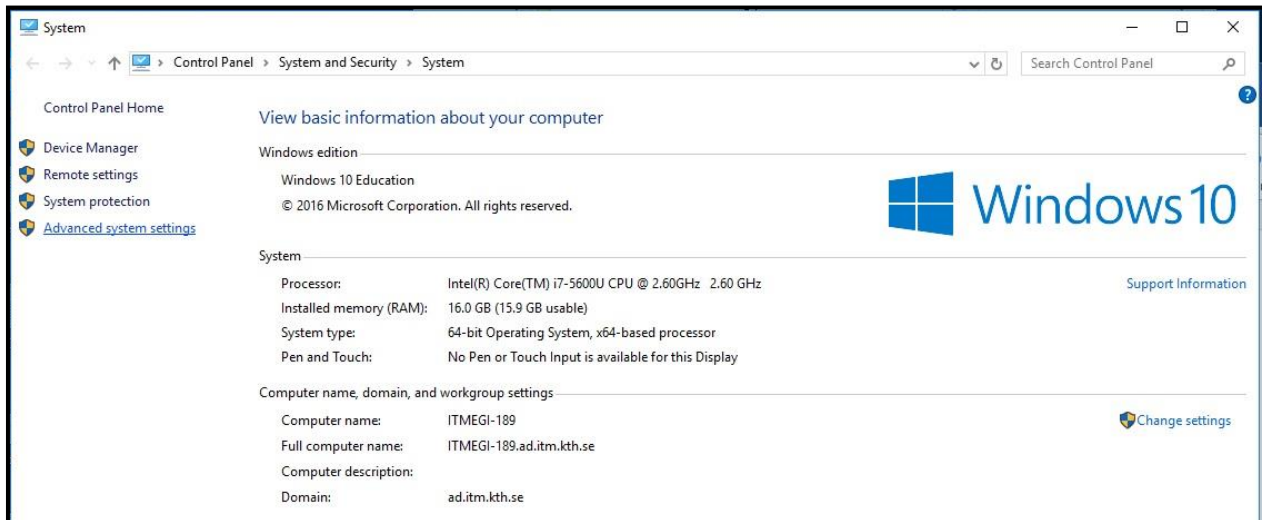 System
Control Panel > System and Security > System
Search Control Panel
?
Control Panel Home
Device Manager
Remote settings
System protection
Advanced system settings
View basic information about your computer
Windows edition
Windows 10 Education
© 2016 Microsoft Corporation. All rights reserved.
Windows 10
System
Processor: Intel(R) Core(TM) i7-5600U CPU @ 2.60GHz 2.60 GHz
Support Information
Installed memory (RAM): 16.0 GB (15.9 GB usable)
System type: 64-bit Operating System, x64-based processor
Pen and Touch: No Pen or Touch Input is available for this Display
Computer name, domain, and workgroup settings
Computer name: ITMEGI-189
Change settings
Full computer name: ITMEGI-189.ad.itm.kth.se
Computer description:
Domain: ad.itm.kth.se